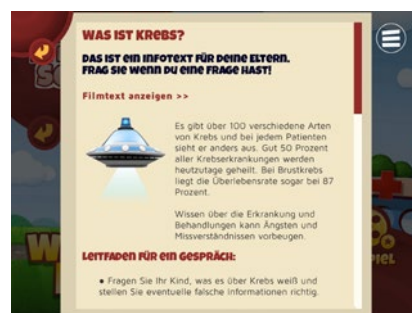 WAS IST KREBS?
DAS IST EIN INFOTEXT FÜR DEINE ELTERN.
FRAG SIE WENN DU EINE FRAGE HAST!
Filmtext anzeigen >>
Es gibt über 100 verschiedene Arten
von Krebs und bei jedem Patienten
sieht er anders aus. Gut 50 Prozent
aller Krebserkrankungen werden
heutzutage geheilt. Bei Brustkrebs
liegt die Überlebensrate sogar bei 87
Prozent.
Wissen über die Erkrankung und
Behandlungen kann Ängsten und
Missverständnissen vorbeugen.
LEITFADEN FÜR EIN GESPRÄCH:
• Fragen Sie Ihr Kind, was es über Krebs weiß und
stellen Sie eventuelle falsche Informationen richtig.